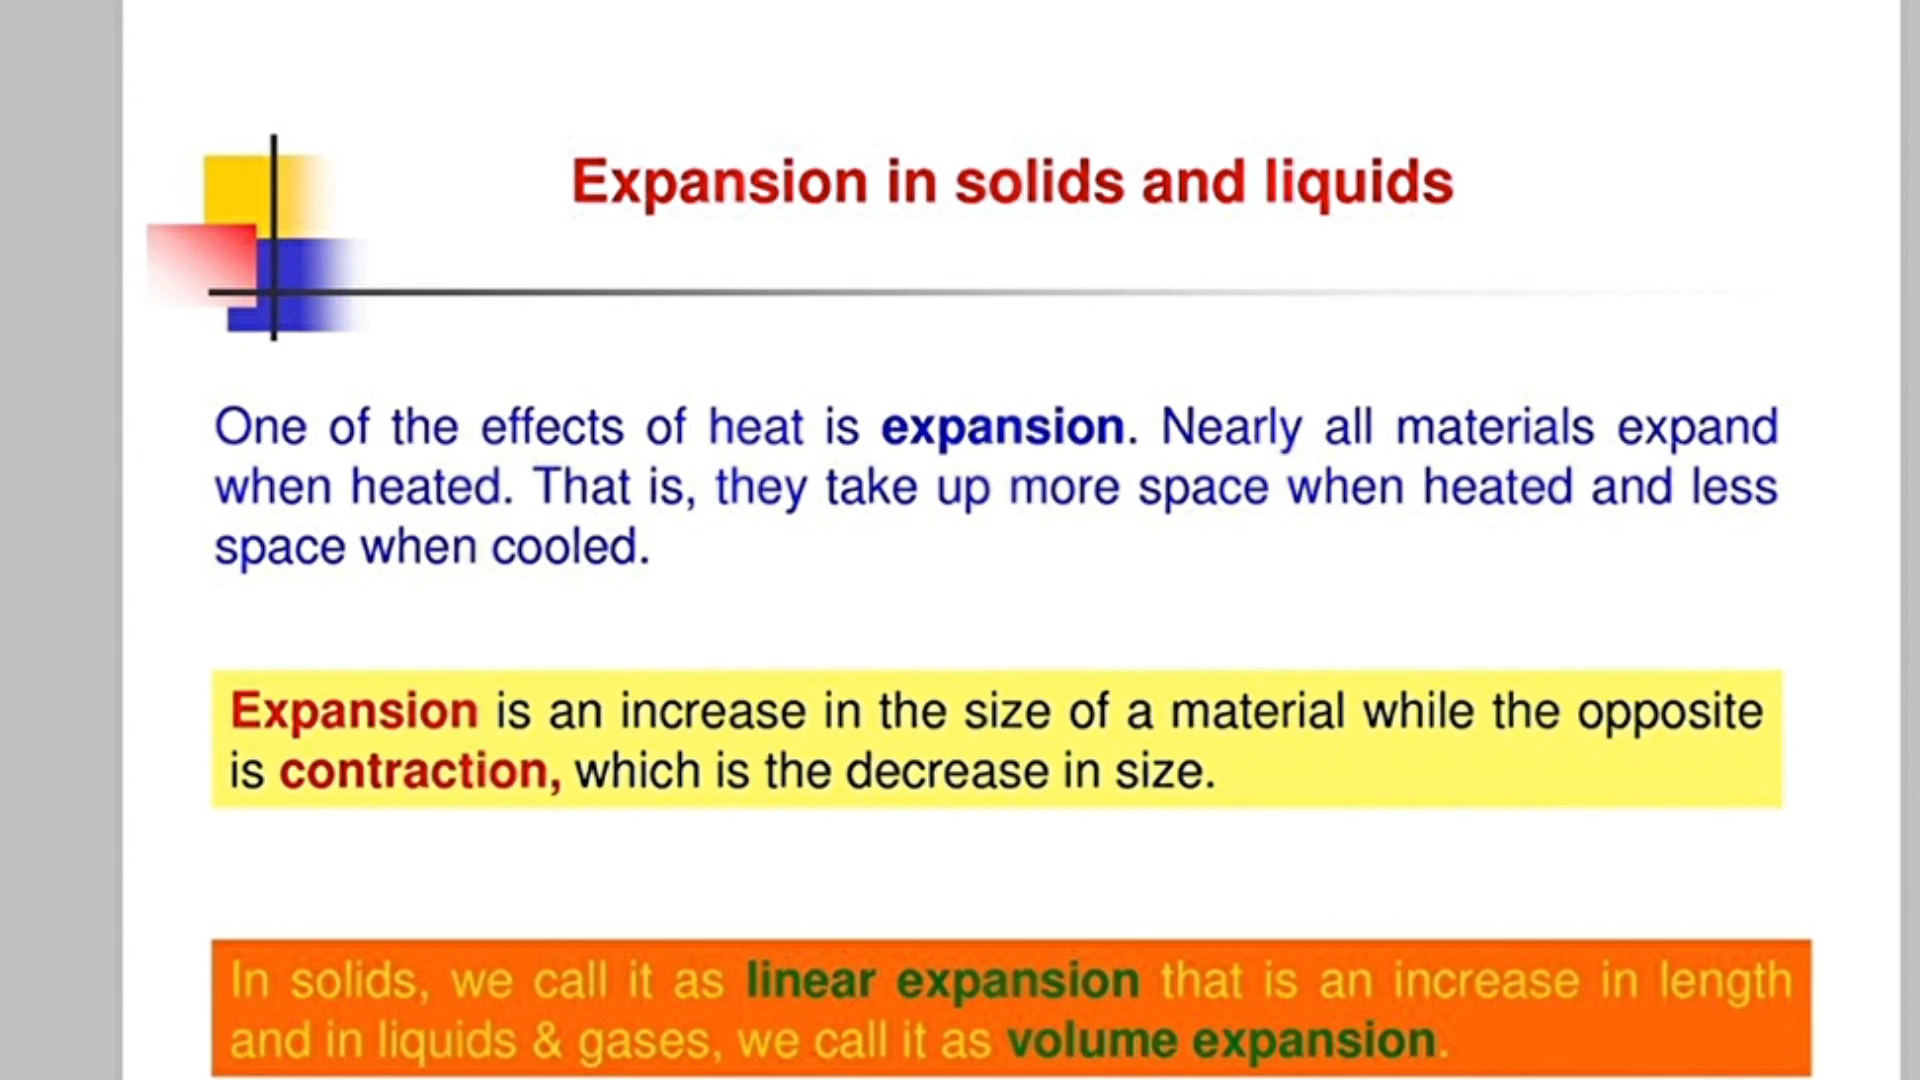 Expansion in solids and liquids
One of the effects of heat is expansion. Nearly all materials expand
when heated. That is, they take up more space when heated and less
space when cooled.
Expansion is an increase in the size of a material while the opposite
is contraction, which is the decrease in size.
In solids, we call it as linear expansion that is an increase in length
and in liquids & gases, we call it as volume expansion.